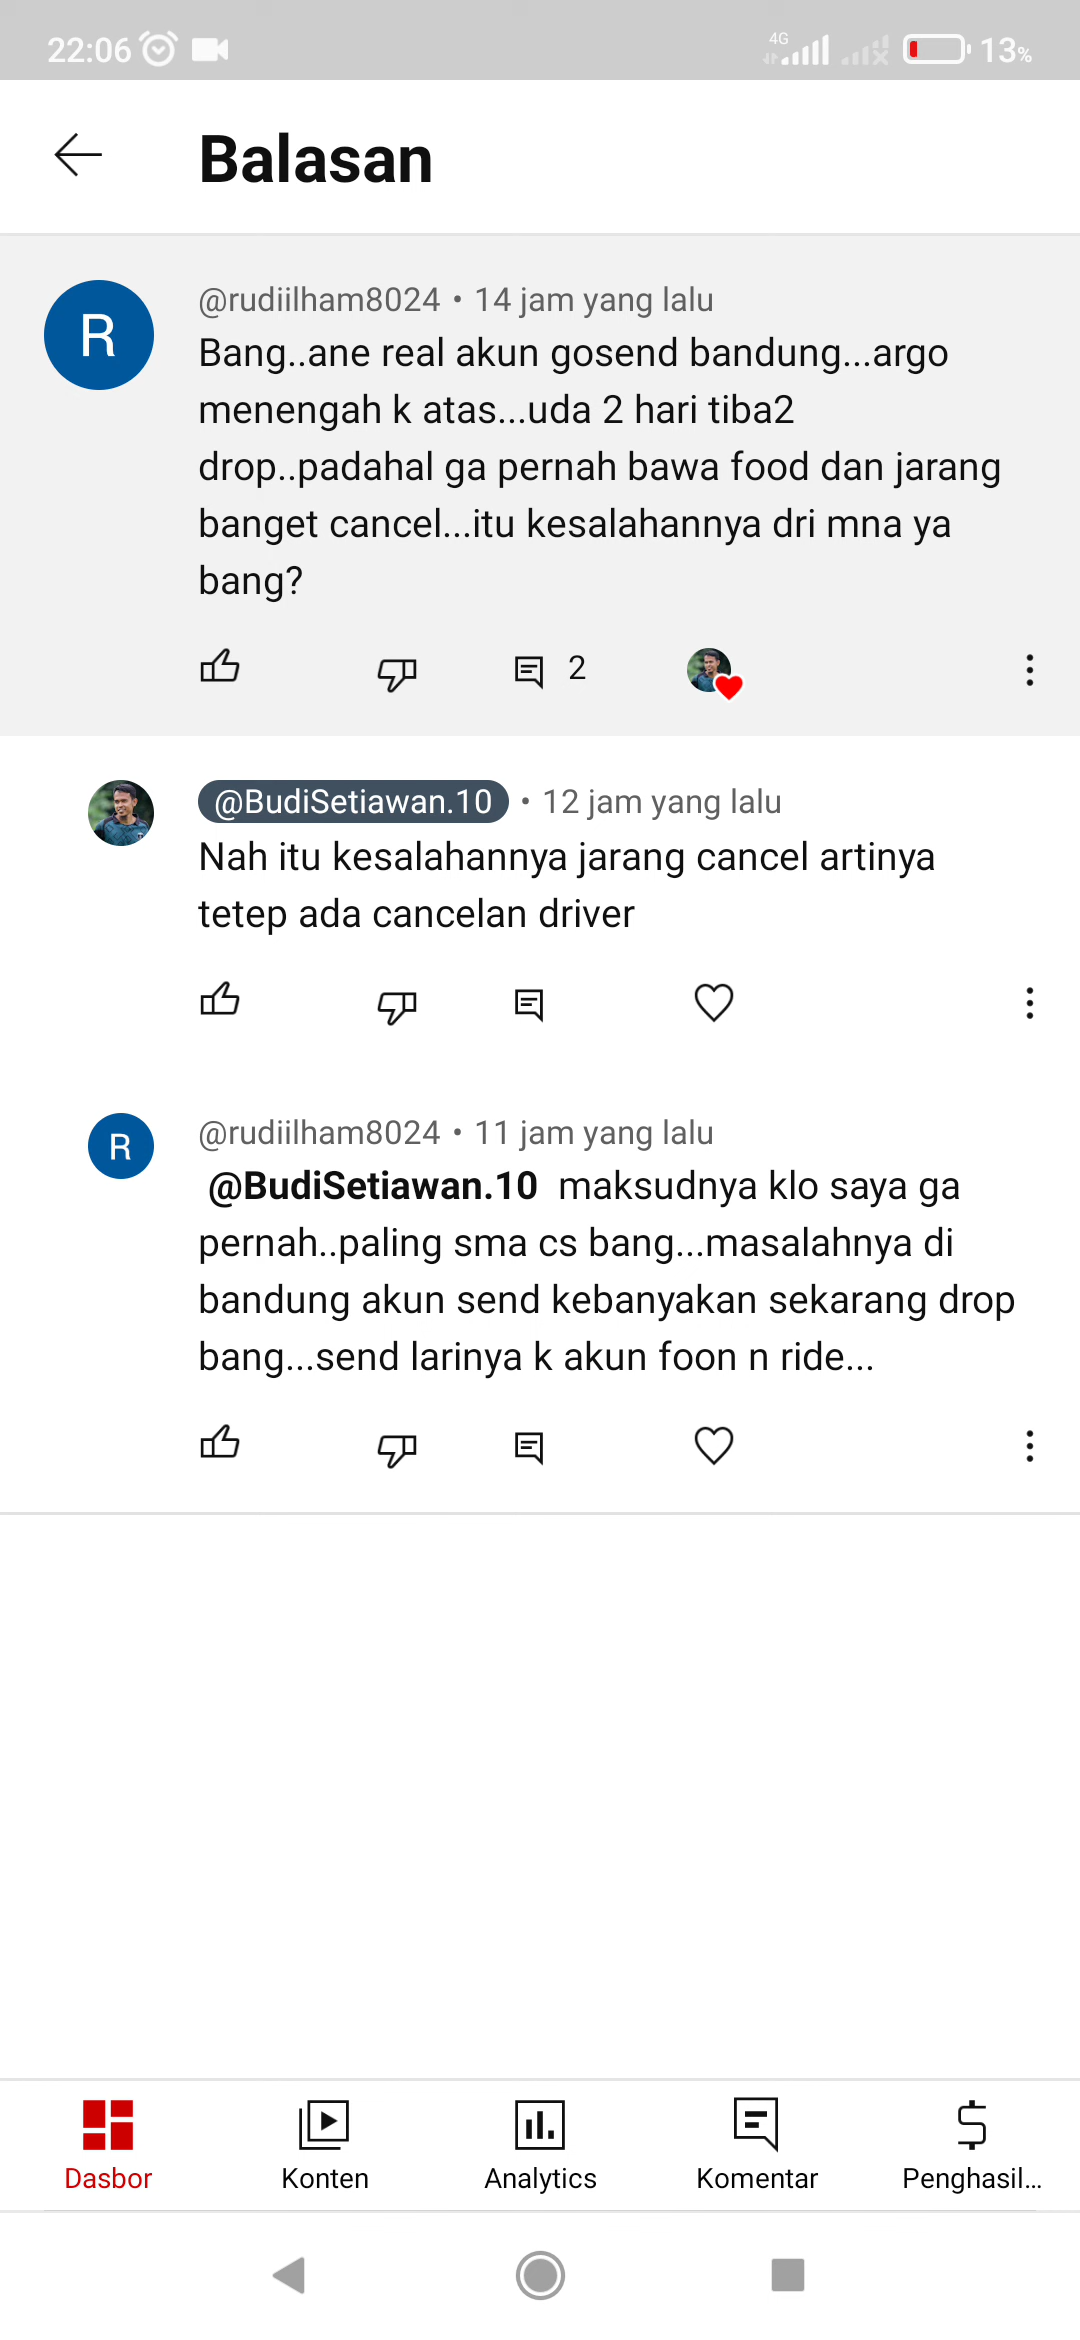 22:06 4G 13%
Balasan
R
@rudiilham8024 • 14 jam yang lalu
Bang..ane real akun gosend bandung...argo
menengah k atas...uda 2 hari tiba2
drop..padahal ga pernah bawa food dan jarang
banget cancel...itu kesalahannya dri mna ya
bang?
2
@BudiSetiawan.10 • 12 jam yang lalu
Nah itu kesalahannya jarang cancel artinya
tetep ada cancelan driver
R
@rudiilham8024 • 11 jam yang lalu
@BudiSetiawan.10 maksudnya klo saya ga
pernah..paling sma cs bang...masalahnya di
bandung akun send kebanyakan sekarang drop
bang...send larinya k akun foon n ride...
Dasbor Konten Analytics Komentar Penghasil...